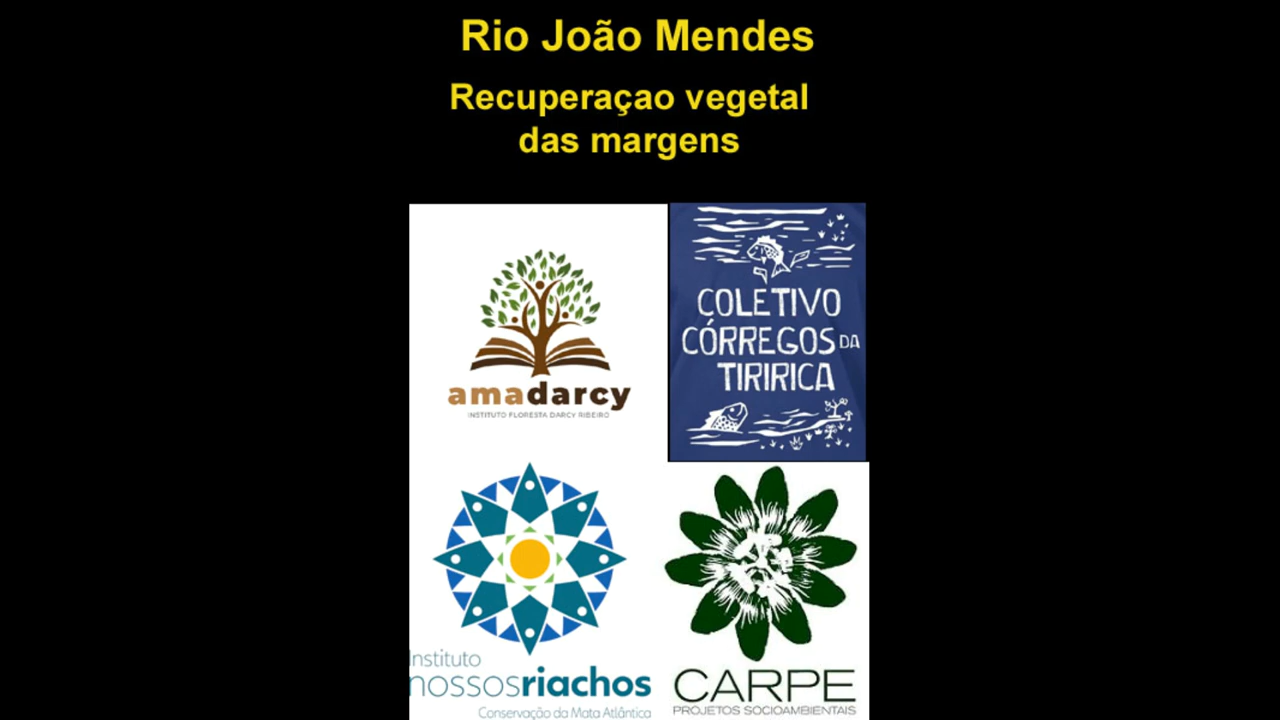 Rio João Mendes
Recuperaçao vegetal
das margens
amadarcy
INSTITUTO FLORESTA DARCY RIBEIRO
COLETIVO
CÓRREGOS DA
TIRIRICA
Instituto
nossosriachos
Conservação da Mata Atlântica
CARPE
PROJETOS SOCIOAMBIENTAIS